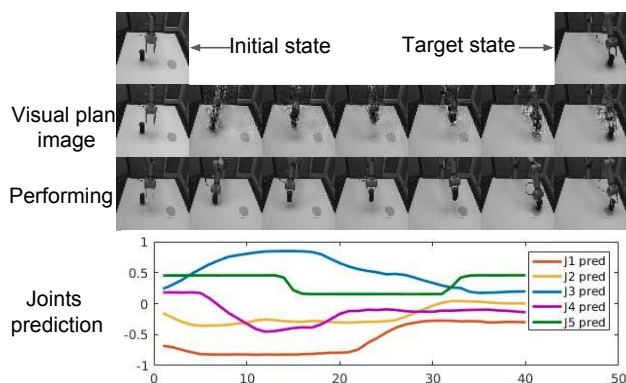 Initial state
Target state
Visual plan
image
Performing
Joints
prediction
1
0.5
0
-0.5
-1
0
10
20
30
40
50
J1 pred
J2 pred
J3 pred
J4 pred
J5 pred